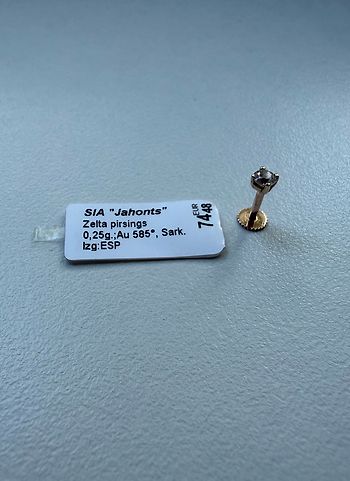 SIA "Jahonts"
Zelta pirsings
0,25g.;Au 585°, Sark.
Izg:ESP
EUR
74 48